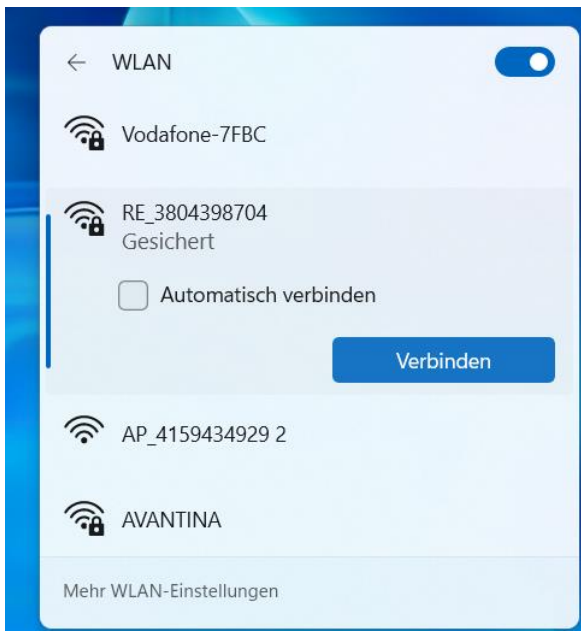 WLAN
Vodafone-7FBC
RE_3804398704
Gesichert
Automatisch verbinden
Verbinden
AP_4159434929 2
AVANTINA
Mehr WLAN-Einstellungen